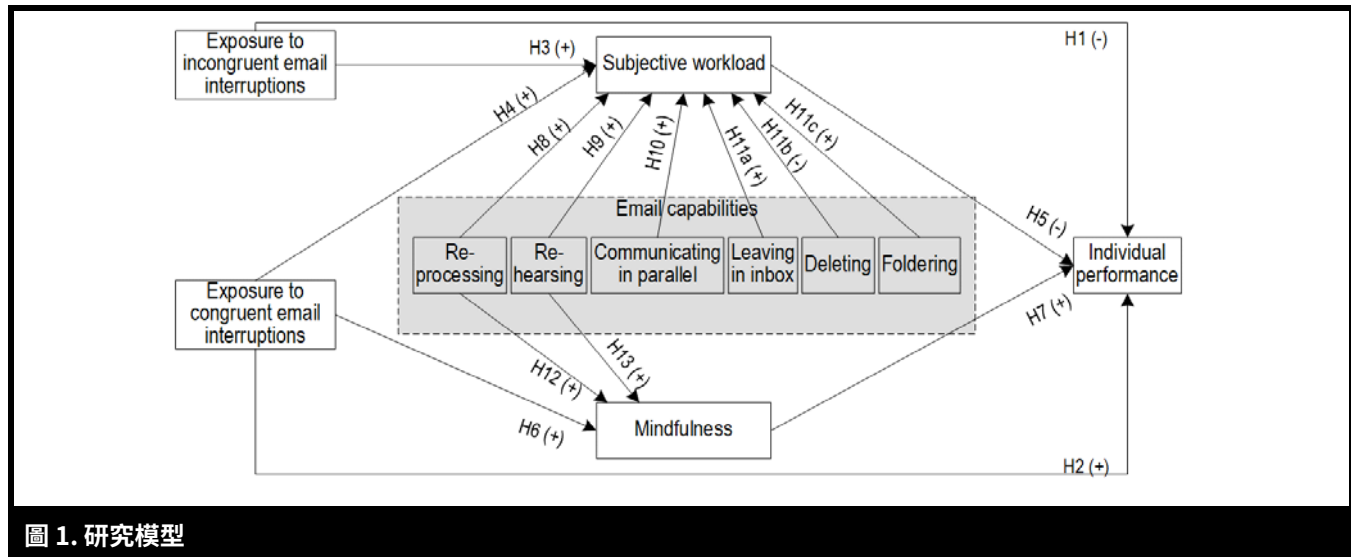 Exposure to
incongruent email
interruptions
H3 (+)
Subjective workload
H1 (-)
H4 (+)
H8 (+)
H9 (+)
H10 (+)
H11a (+)
H11b (-)
H11c (+)
Email capabilities
H5 (-)
Re-
processing
Re-
hearsing
Communicating
in parallel
Leaving
in inbox
Deleting
Foldering
Individual
performance
Exposure to
congruent email
interruptions
H7 (+)
H12 (+)
H13 (+)
H6 (+)
Mindfulness
H2 (+)
圖 1. 研究模型